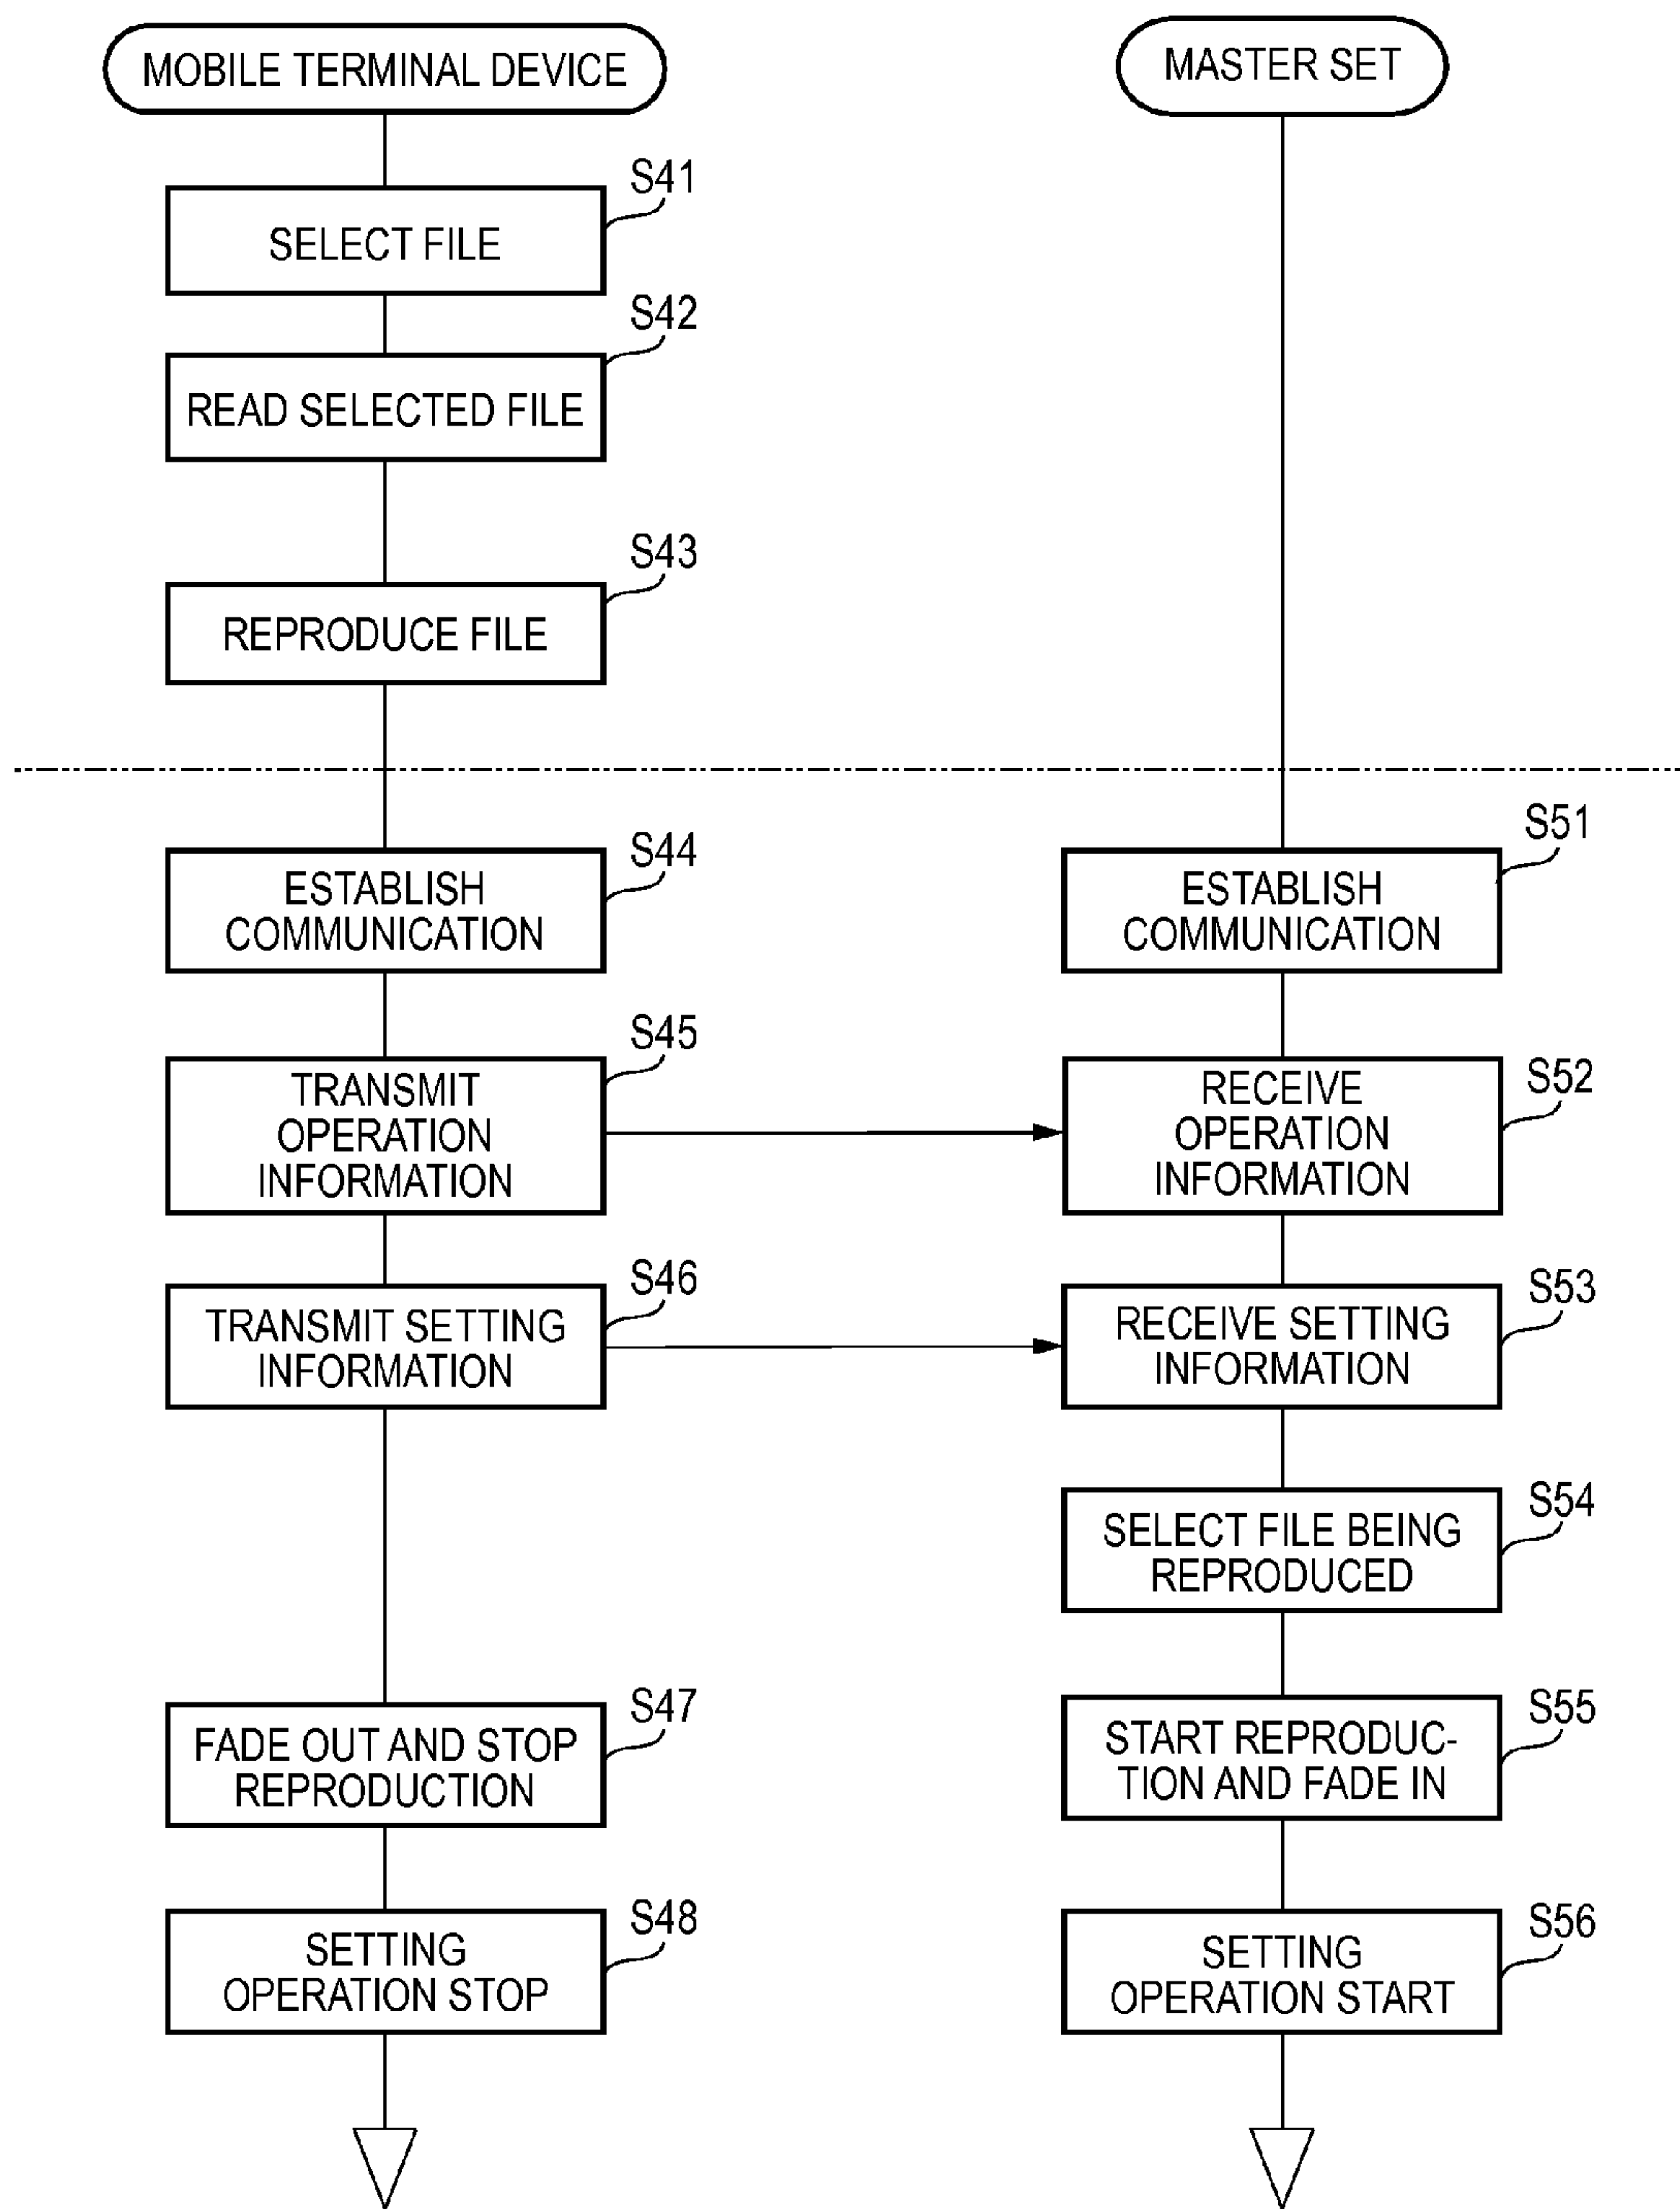 MOBILE TERMINAL DEVICE
MASTER SET
S41
SELECT FILE
S42
READ SELECTED FILE
S43
REPRODUCE FILE
S44
ESTABLISH
COMMUNICATION
S51
ESTABLISH
COMMUNICATION
S45
TRANSMIT
OPERATION
INFORMATION
S52
RECEIVE
OPERATION
INFORMATION
S46
TRANSMIT SETTING
INFORMATION
S53
RECEIVE SETTING
INFORMATION
S54
SELECT FILE BEING
REPRODUCED
S47
FADE OUT AND STOP
REPRODUCTION
S55
START REPRODUC-
TION AND FADE IN
S48
SETTING
OPERATION STOP
S56
SETTING
OPERATION START